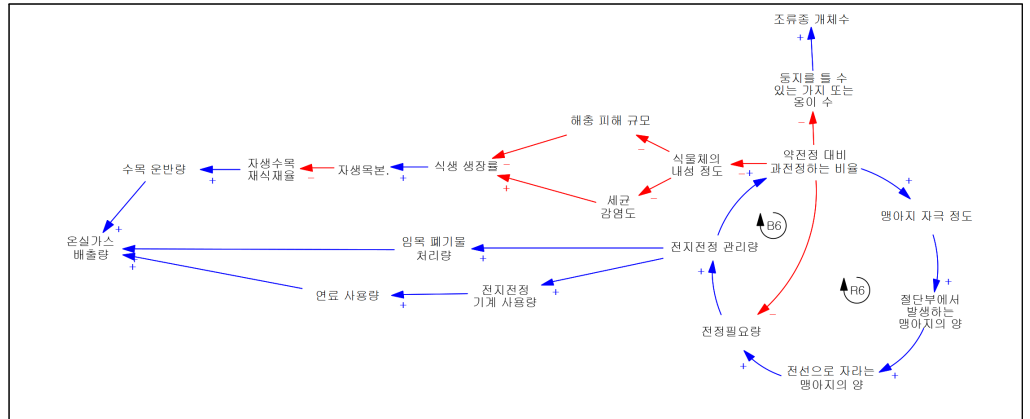 조류종 개체수
+
둥지를 틀 수
있는 가지 또는
옹이 수
−
해충 피해 규모
−
수목 운반량
+
자생수목
재식재율
−
자생목본.
+
식생 생장률
−
+
식물체의
내성 정도
−
−
+
약전정 대비
과전정하는 비율
+
세균
감염도
−
맹아지 자극 정도
+
온실가스
배출량
+
+
+
임목 폐기물
처리량
+
전지전정 관리량
+
B6
연료 사용량
+
전지전정
기계 사용량
+
R6
절단부에서
발생하는
맹아지의 양
+
전정필요량
−
+
전선으로 자라는
맹아지의 양
+